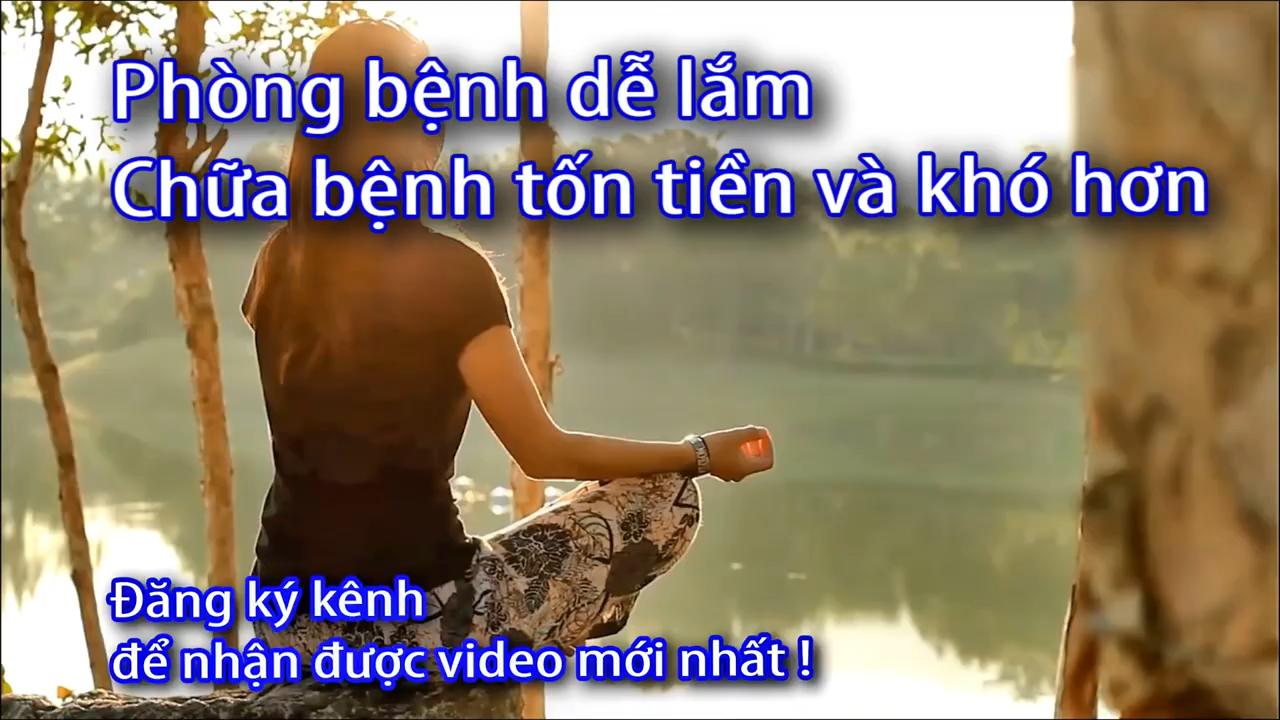 Phòng bệnh dễ lắm
Chữa bệnh tốn tiền và khó hơn
Đăng ký kênh
để nhận được video mới nhất !